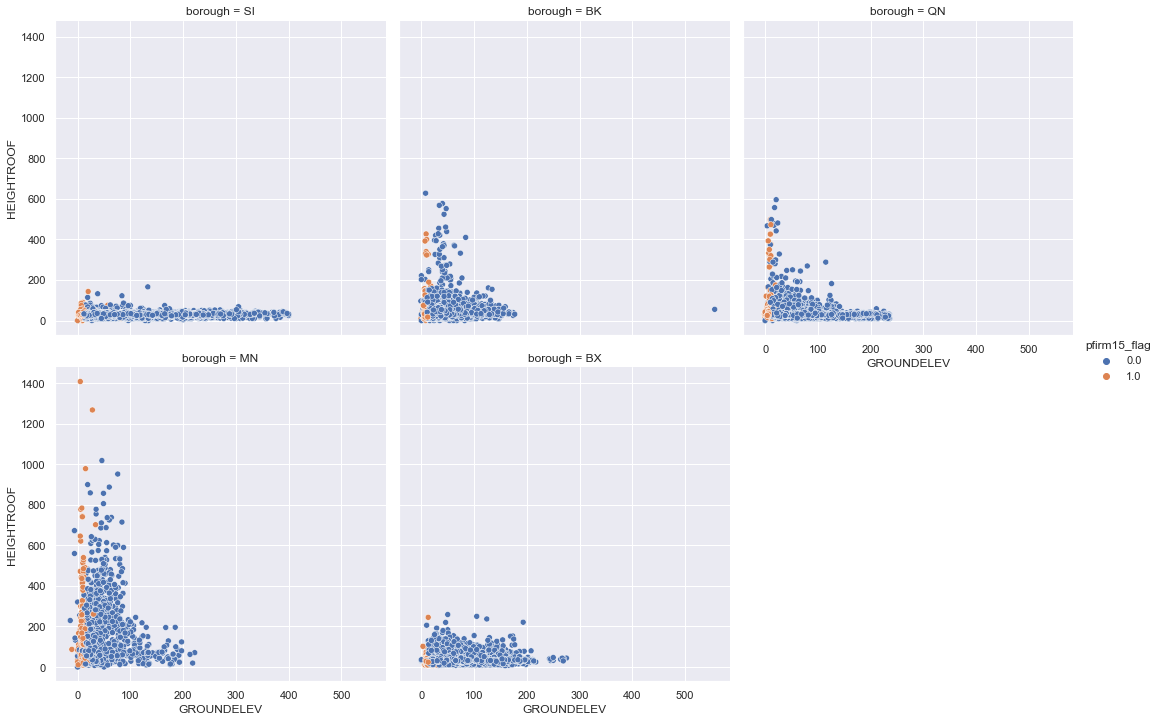 borough = SI
borough = BK
borough = QN
1400
1200
1000
800
600
400
200
0
HEIGHTROOF
0 100 200 300 400 500
GROUNDELEV
borough = MN
borough = BX
1400
1200
1000
800
600
400
200
0
HEIGHTROOF
0 100 200 300 400 500
GROUNDELEV
0 100 200 300 400 500
GROUNDELEV
pfirm15_flag
0.0
1.0